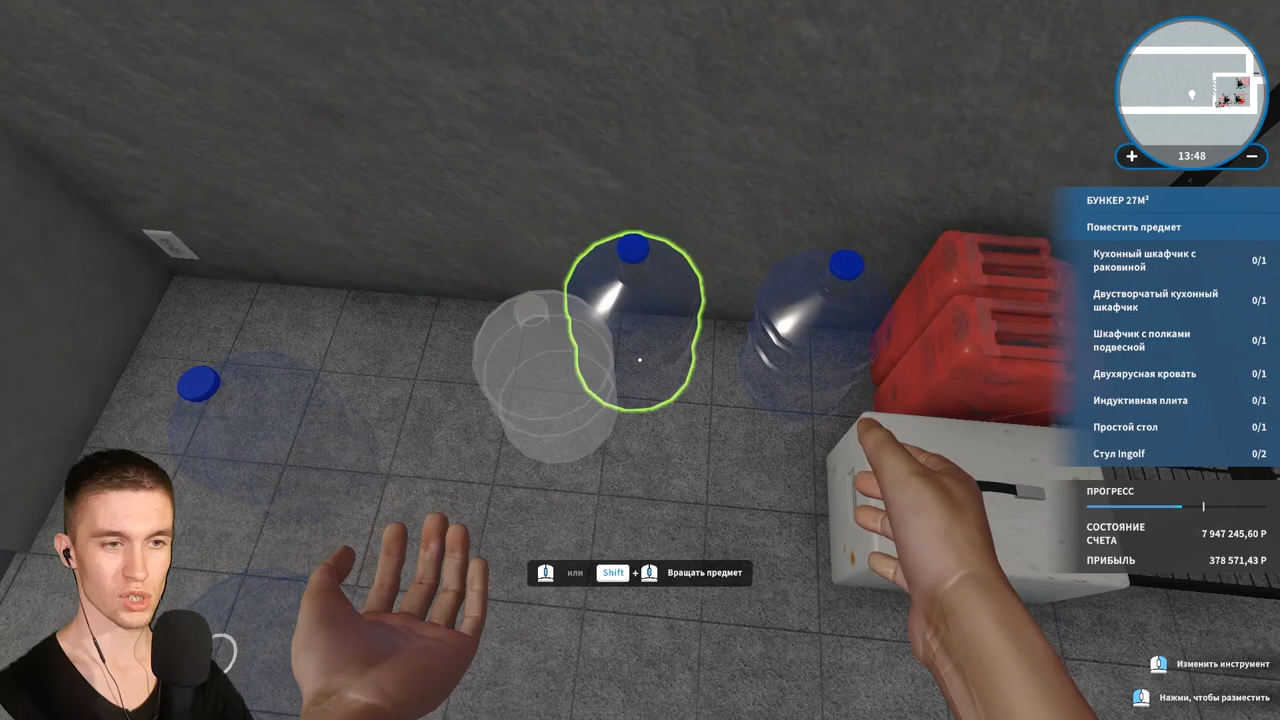 +
13:48
−
БУНКЕР 27М²
Поместить предмет
Кухонный шкафчик с
раковиной
0/1
Двустворчатый кухонный
шкафчик
0/1
Шкафчик с полками
подвесной
0/1
Двухярусная кровать
0/1
Индуктивная плита
0/1
Простой стол
0/1
Стул Ingolf
0/2
ПРОГРЕСС
СОСТОЯНИЕ
СЧЕТА
7 947 245,60 Р
ПРИБЫЛЬ
378 571,43 Р
или Shift + Вращать предмет
Изменить инструмент
Нажми, чтобы разместить